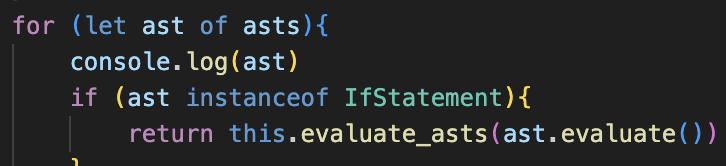 for (let ast of asts){
console.log(ast)
if (ast instanceof IfStatement){
return this.evaluate_asts(ast.evaluate())
}